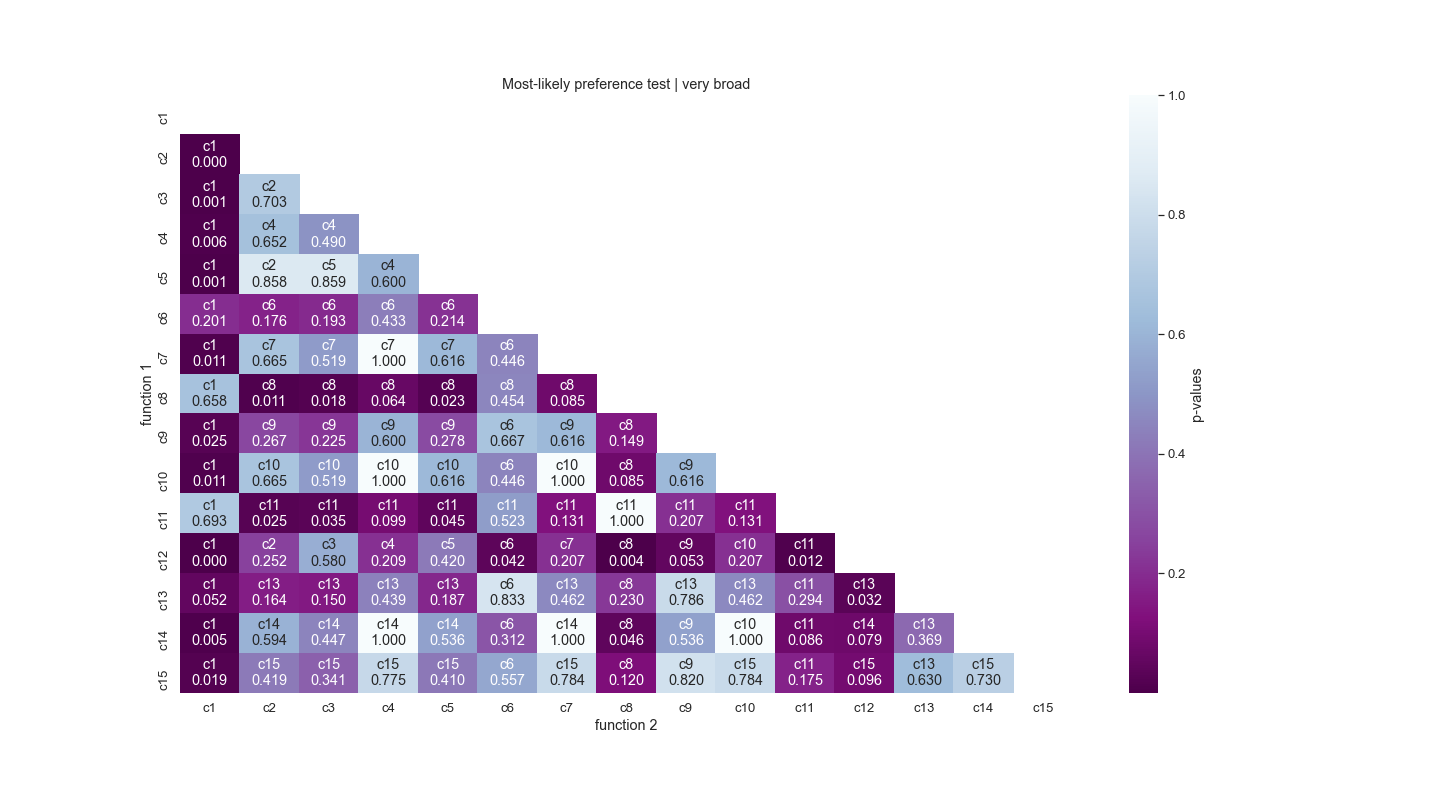 Most-likely preference test | very broad
1.0
c1
c1
0.000
c2
c1 c2
0.001 0.703
c3
c1 c4 c4
0.006 0.652 0.490
c4
0.8
c1 c2 c5 c4
0.001 0.858 0.859 0.600
c5
c1 c6 c6 c6 c6
0.201 0.176 0.193 0.433 0.214
c6
0.6
c1 c7 c7 c7 c7 c6
0.011 0.665 0.519 1.000 0.616 0.446
c7
c1 c8 c8 c8 c8 c8 c8
0.658 0.011 0.018 0.064 0.023 0.454 0.085
c8
function 1
p-values
c1 c9 c9 c9 c9 c6 c9 c8
0.025 0.267 0.225 0.600 0.278 0.667 0.616 0.149
c9
0.4
c1 c10 c10 c10 c10 c6 c10 c8 c9
0.011 0.665 0.519 1.000 0.616 0.446 1.000 0.085 0.616
c10
c1 c11 c11 c11 c11 c11 c11 c11 c11 c11
0.693 0.025 0.035 0.099 0.045 0.523 0.131 1.000 0.207 0.131
c11
c1 c2 c3 c4 c5 c6 c7 c8 c9 c10 c11
0.000 0.252 0.580 0.209 0.420 0.042 0.207 0.004 0.053 0.207 0.012
c12
0.2
c1 c13 c13 c13 c13 c6 c13 c8 c13 c13 c11 c13
0.052 0.164 0.150 0.439 0.187 0.833 0.462 0.230 0.786 0.462 0.294 0.032
c13
c1 c14 c14 c14 c14 c6 c14 c8 c9 c10 c11 c14 c13
0.005 0.594 0.447 1.000 0.536 0.312 1.000 0.046 0.536 1.000 0.086 0.079 0.369
c14
c1 c15 c15 c15 c15 c6 c15 c8 c9 c15 c11 c15 c13 c15
0.019 0.419 0.341 0.775 0.410 0.557 0.784 0.120 0.820 0.784 0.175 0.096 0.630 0.730
c15
c1 c2 c3 c4 c5 c6 c7 c8 c9 c10 c11 c12 c13 c14 c15
function 2